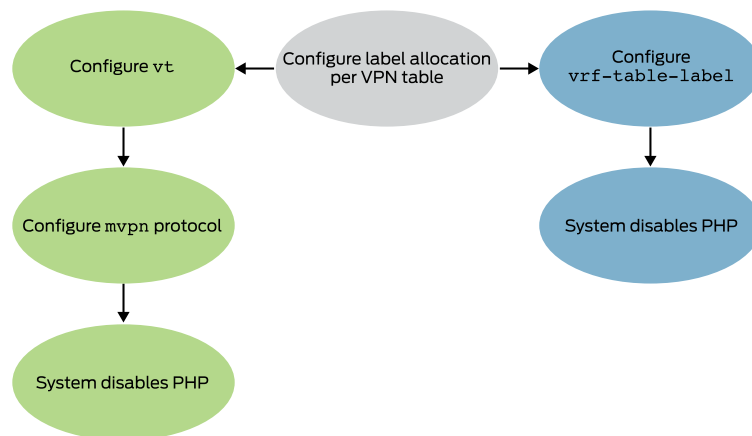 Configure vt
Configure label allocation
per VPN table
Configure
vrf-table-label
Configure mvpn protocol
System disables PHP
System disables PHP